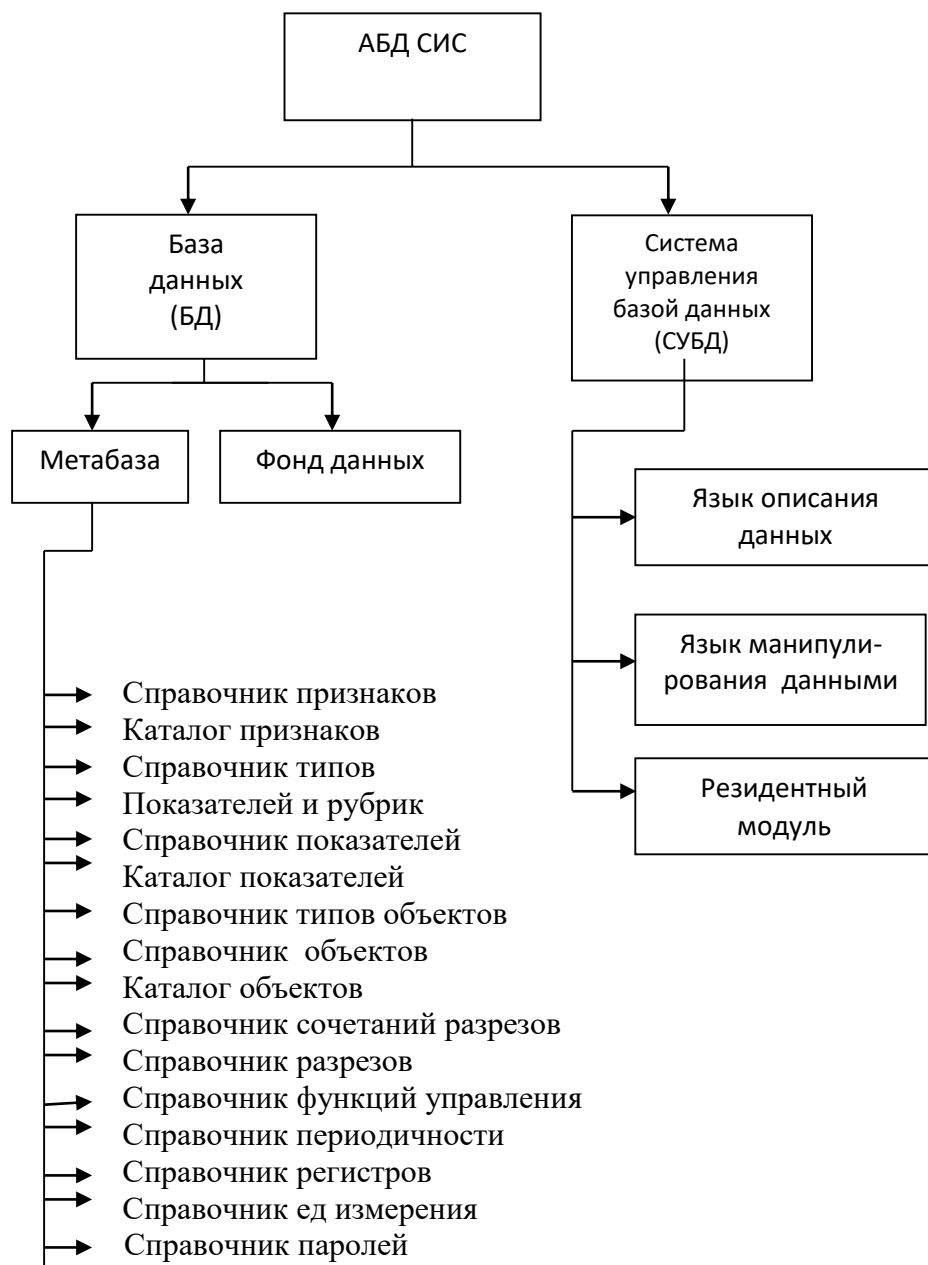 АБД СИС
База
данных
(БД)
Система
управления
базой данных
(СУБД)
Метабаза
Фонд данных
Язык описания
данных
Язык манипули-
рования данными
Резидентный
модуль
Справочник признаков
Каталог признаков
Справочник типов
Показателей и рубрик
Справочник показателей
Каталог показателей
Справочник типов объектов
Справочник объектов
Каталог объектов
Справочник сочетаний разрезов
Справочник разрезов
Справочник функций управления
Справочник периодичности
Справочник регистров
Справочник ед измерения
Справочник паролей